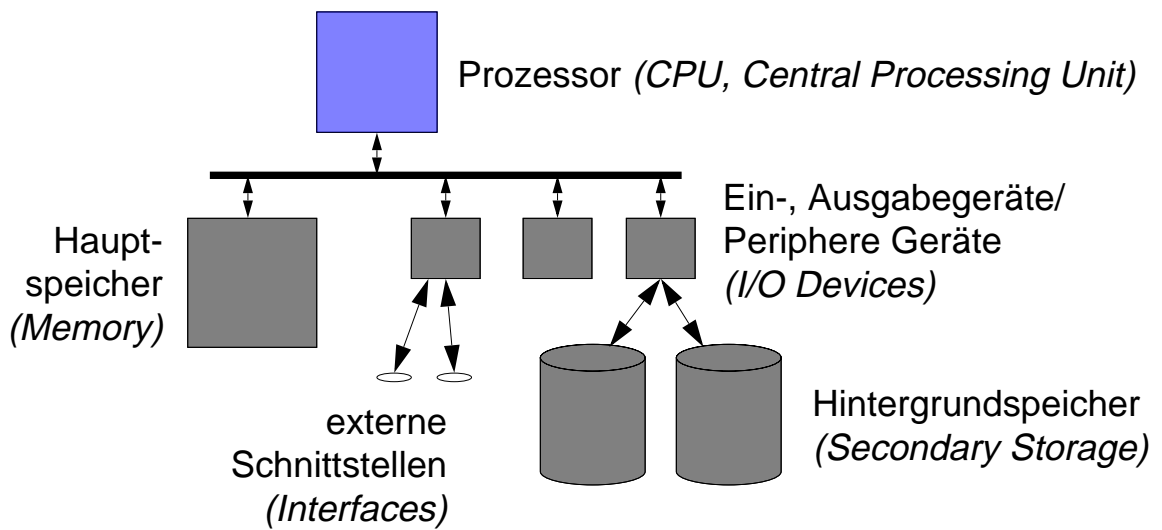 Prozessor (CPU, Central Processing Unit)
Haupt-
speicher
(Memory)
Ein-, Ausgabegeräte/
Periphere Geräte
(I/O Devices)
externe
Schnittstellen
(Interfaces)
Hintergrundspeicher
(Secondary Storage)